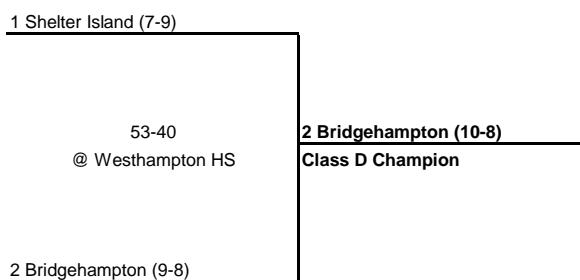 1 Shelter Island (7-9)
53-40
@ Westhampton HS
2 Bridgehampton (10-8)
Class D Champion
2 Bridgehampton (9-8)